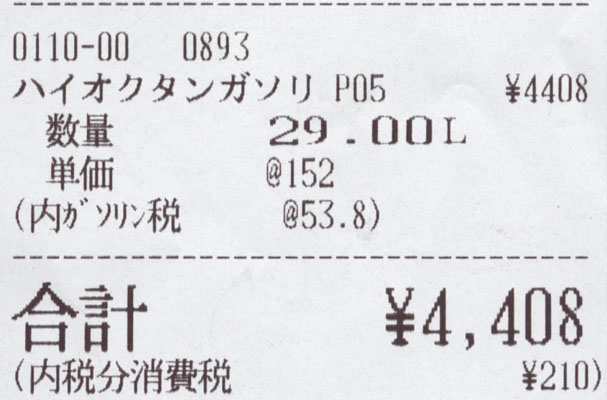 0110-00 0893
ハイオクタンガソリ P05 ¥4408
数量 29.00L
単価 @152
(内ガソリン税 @53.8)
合計 ¥4,408
(内税分消費税 ¥210)